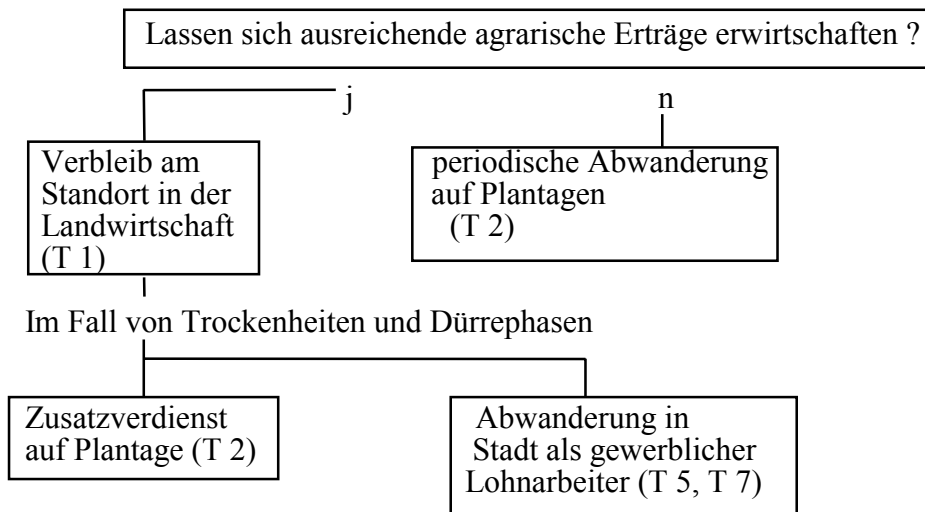 Lassen sich ausreichende agrarische Erträge erwirtschaften ?
j
n
Verbleib am
Standort in der
Landwirtschaft
(T 1)
periodische Abwanderung
auf Plantagen
(T 2)
Im Fall von Trockenheiten und Dürrephasen
Zusatzverdienst
auf Plantage (T 2)
Abwanderung in
Stadt als gewerblicher
Lohnarbeiter (T 5, T 7)